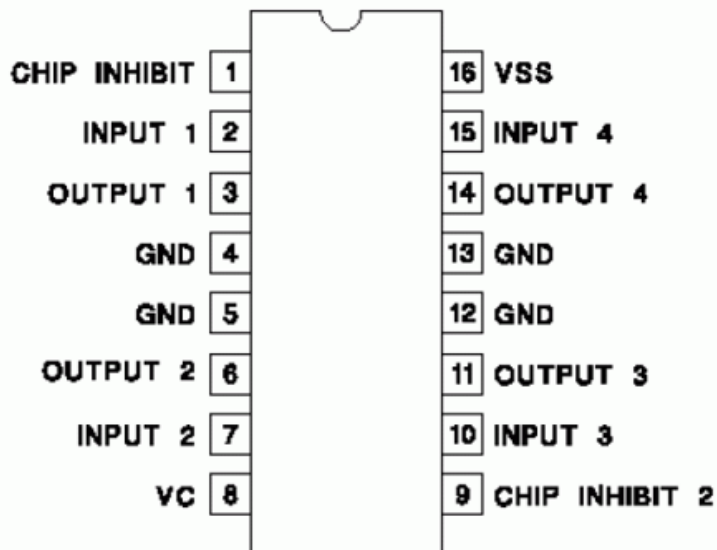 CHIP INHIBIT 1 16 VSS
INPUT 1 2 15 INPUT 4
OUTPUT 1 3 14 OUTPUT 4
GND 4 13 GND
GND 5 12 GND
OUTPUT 2 6 11 OUTPUT 3
INPUT 2 7 10 INPUT 3
VC 8 9 CHIP INHIBIT 2